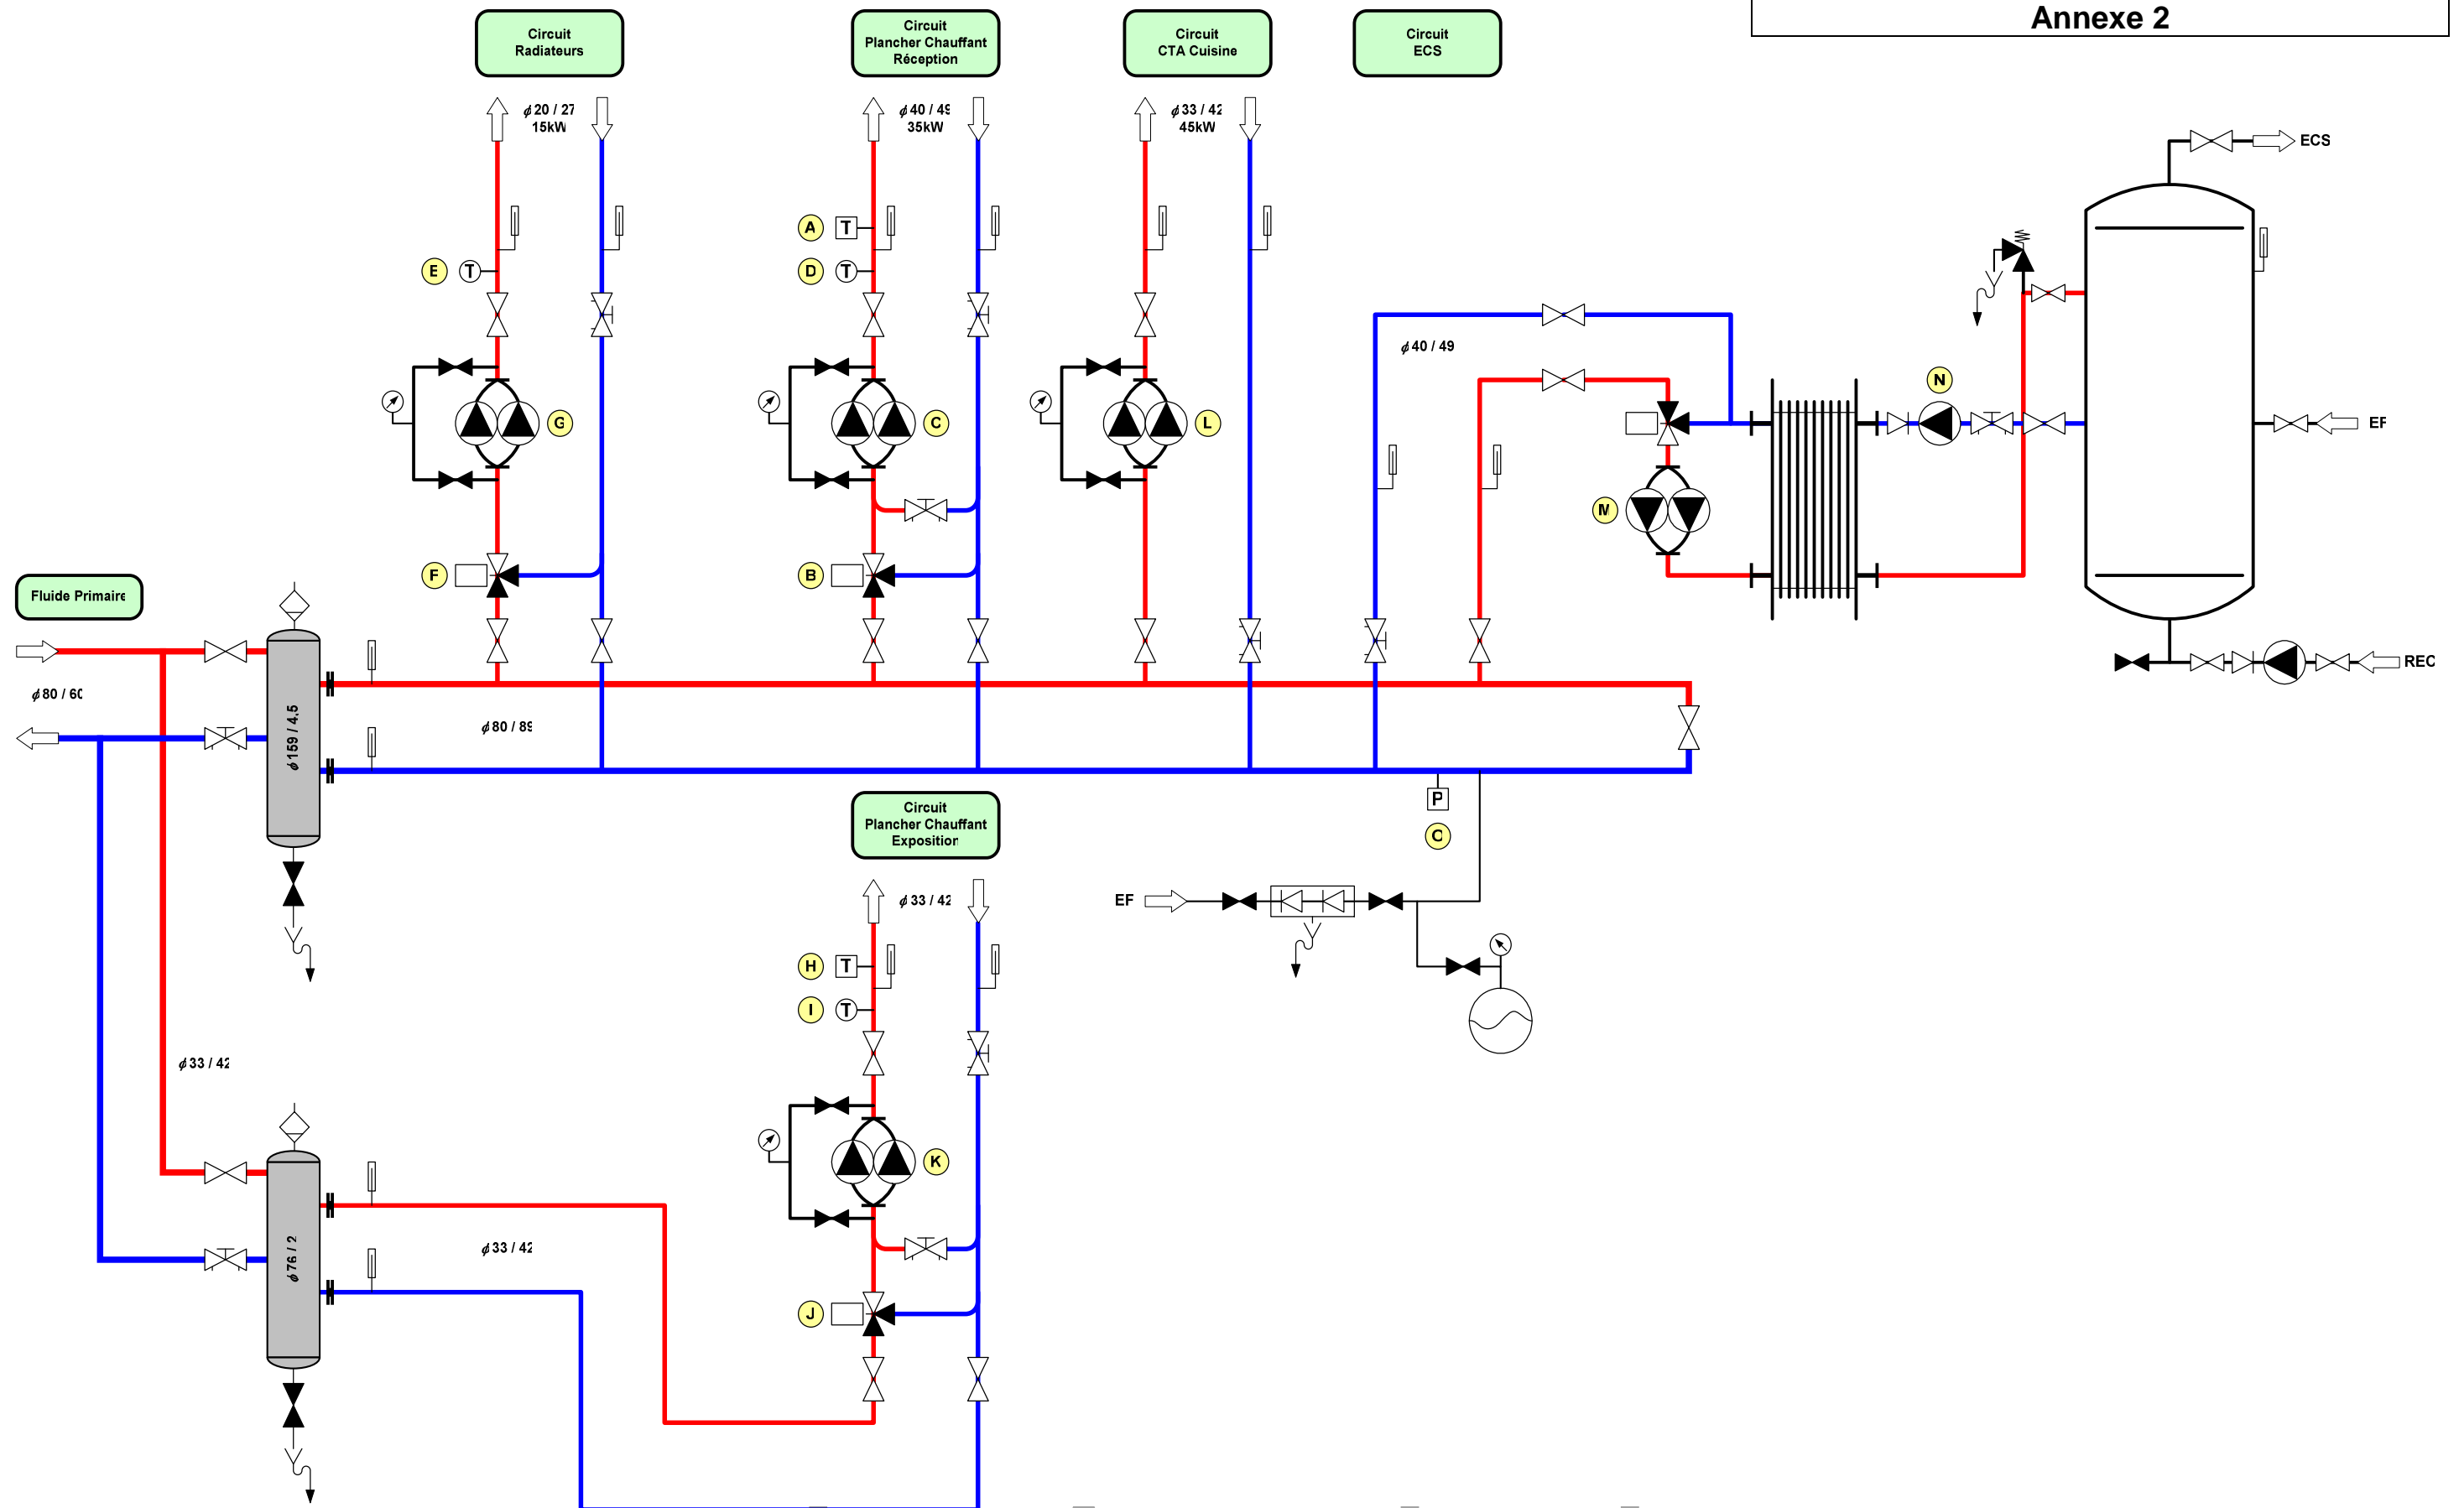 Annexe 2
Circuit
Radiateurs
Circuit
Plancher Chauffant
Réception
Circuit
CTA Cuisine
Circuit
ECS
ϕ 20 / 27
15kW
ϕ 40 / 49
35kW
ϕ 33 / 42
45kW
ECS
A
T
E
T
D
T
ϕ 40 / 49
N
G
C
L
EF
M
F
B
Fluide Primaire
REC
ϕ 80 / 60
ϕ 80 / 89
ϕ 159 / 4.5
P
O
Circuit
Plancher Chauffant
Exposition
EF
ϕ 33 / 42
H
T
I
T
ϕ 33 / 42
K
ϕ 33 / 42
ϕ 76 / 2
J